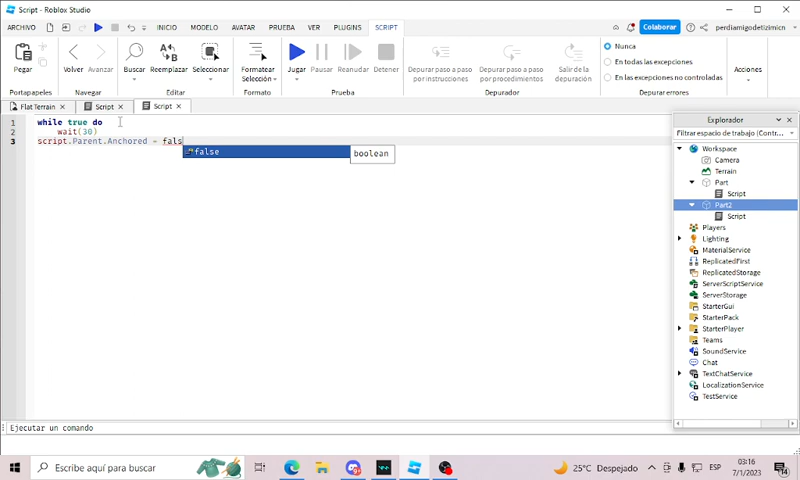 Script - Roblox Studio
ARCHIVO INICIO MODELO AVATAR PRUEBA VER PLUGINS SCRIPT Colaborar perdiamigodetizimicn
Pegar Volver Avanzar Buscar Reemplazar Seleccionar Formatear Selección Jugar Pausar Reanudar Detener Depurar paso a paso por instrucciones Depurar paso a paso por procedimientos Salir de la depuración Nunca
En todas las excepciones
En las excepciones no controladas
Acciones
Portapapeles Navegar Editar Formato Prueba Depurador Depurar errores
Flat Terrain Script Script
1 while true do
2 wait(30)
3 script.Parent.Anchored = fals
false boolean
Explorador
Filtrar espacio de trabajo (Contr...
Workspace
Camera
Terrain
Part
Script
Part2
Script
Players
Lighting
MaterialService
ReplicatedFirst
ReplicatedStorage
ServerScriptService
ServerStorage
StarterGui
StarterPack
StarterPlayer
Teams
SoundService
Chat
TextChatService
LocalizationService
TestService
Ejecutar un comando
Escribe aquí para buscar
25°C Despejado
ESP
03:16
7/1/2023
14